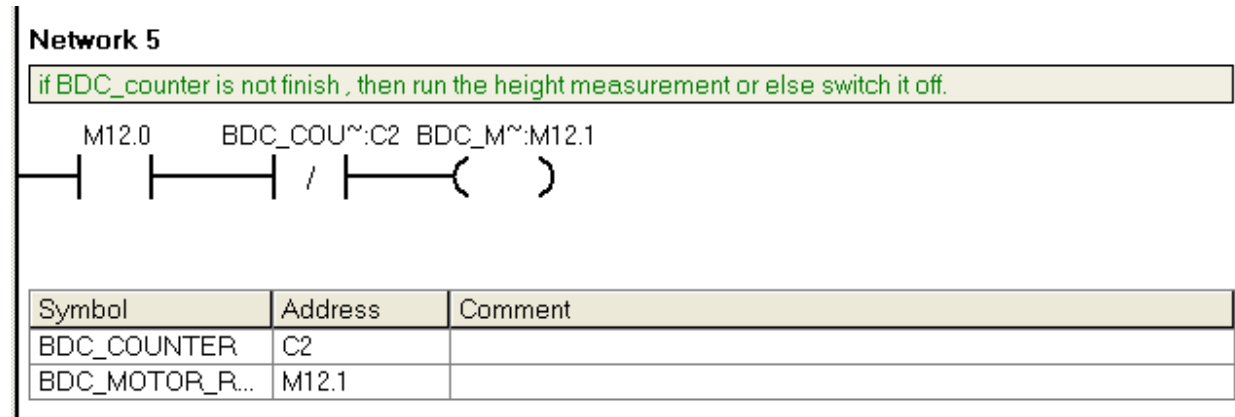 Network 5
if BDC_counter is not finish , then run the height measurement or else switch it off.
M12.0 BDC_COU~:C2 BDC_M~:M12.1
/
Symbol Address Comment
BDC_COUNTER C2
BDC_MOTOR_R... M12.1